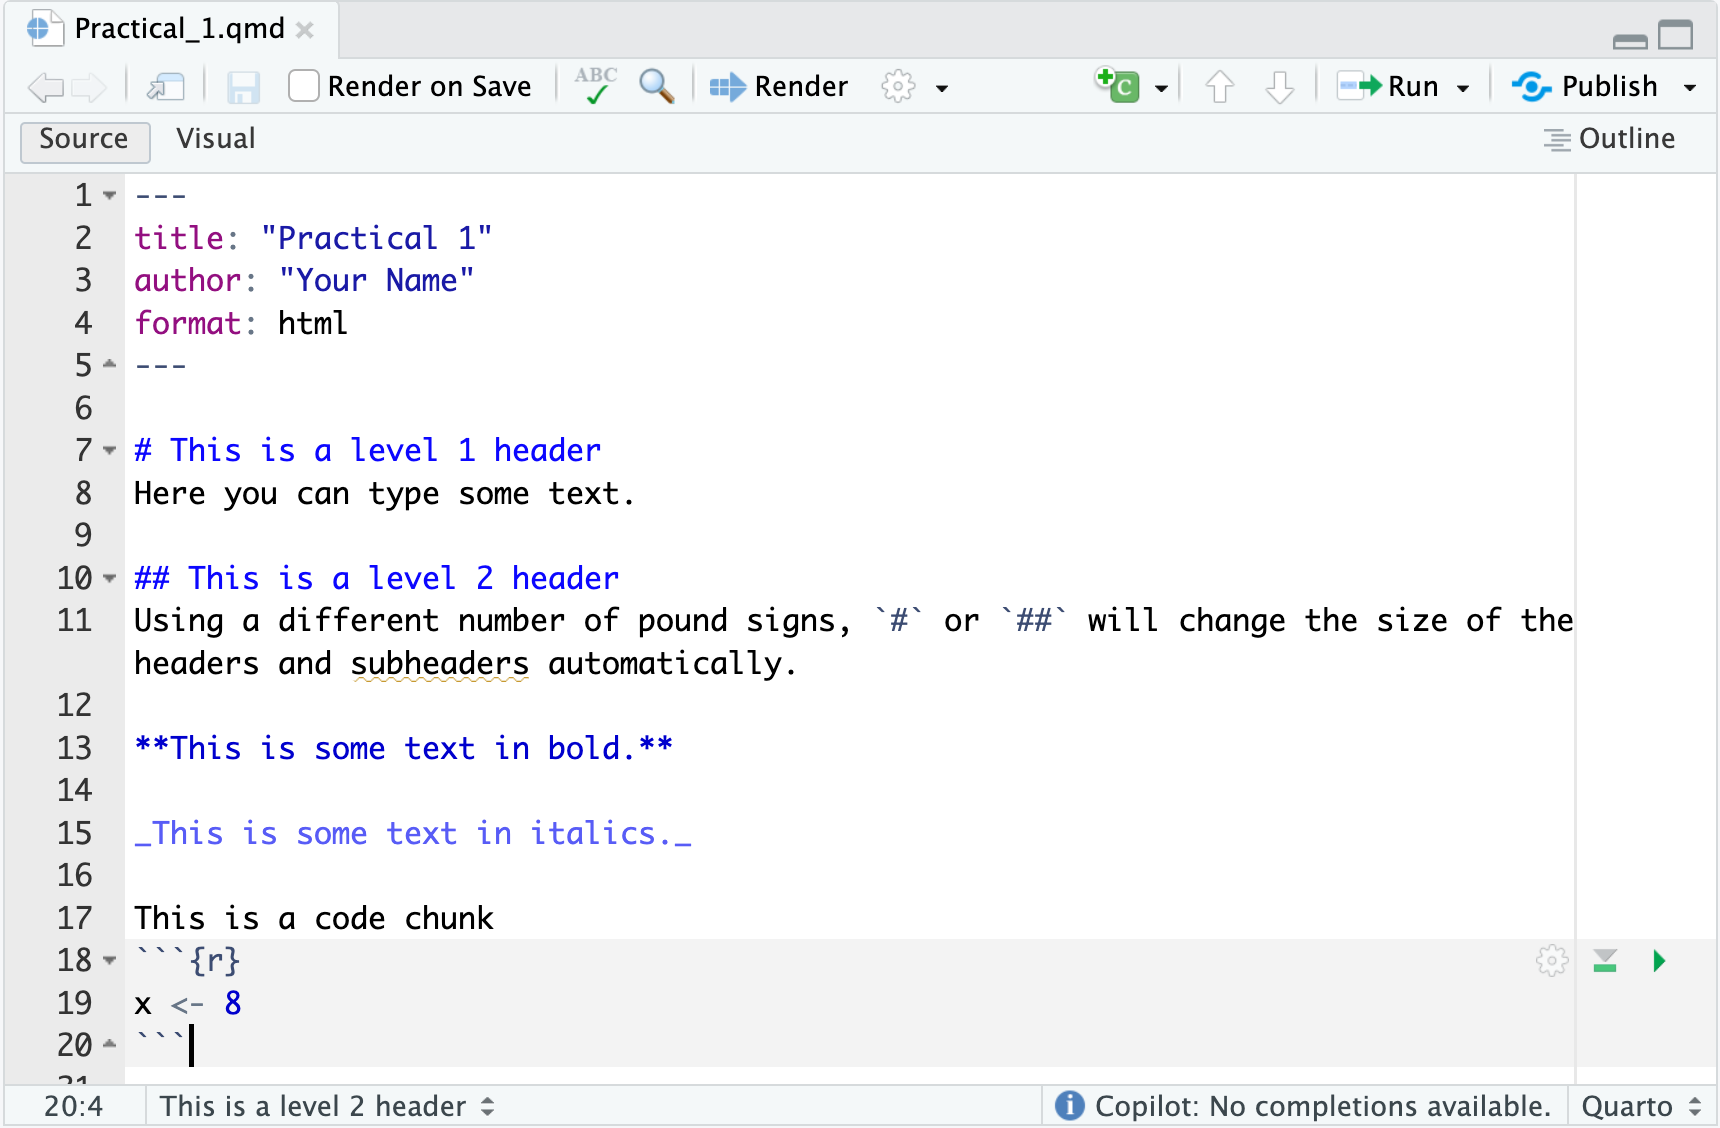 Practical_1.qmd
Render on Save ABC Render C Run Publish
Source Visual Outline
1 ---
2 title: "Practical 1"
3 author: "Your Name"
4 format: html
5 ---
6
7 # This is a level 1 header
8 Here you can type some text.
9
10 ## This is a level 2 header
11 Using a different number of pound signs, `#` or `##` will change the size of the
headers and subheaders automatically.
12
13 **This is some text in bold.**
14
15 _This is some text in italics._
16
17 This is a code chunk
18 ```{r}
19 x <- 8
20 ```
21
20:4 This is a level 2 header Copilot: No completions available. Quarto